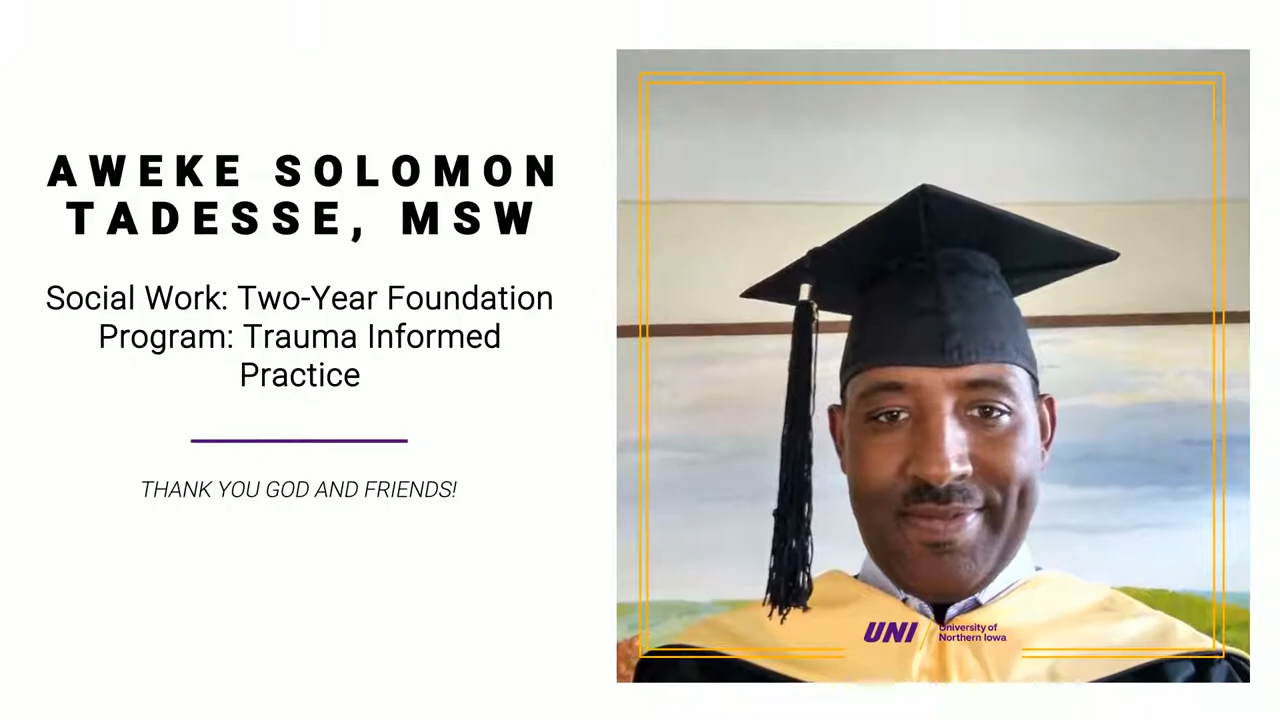 AWEKE SOLOMON
TADESSE, MSW
Social Work: Two-Year Foundation
Program: Trauma Informed
Practice
THANK YOU GOD AND FRIENDS!
UNI
University of
Northern Iowa